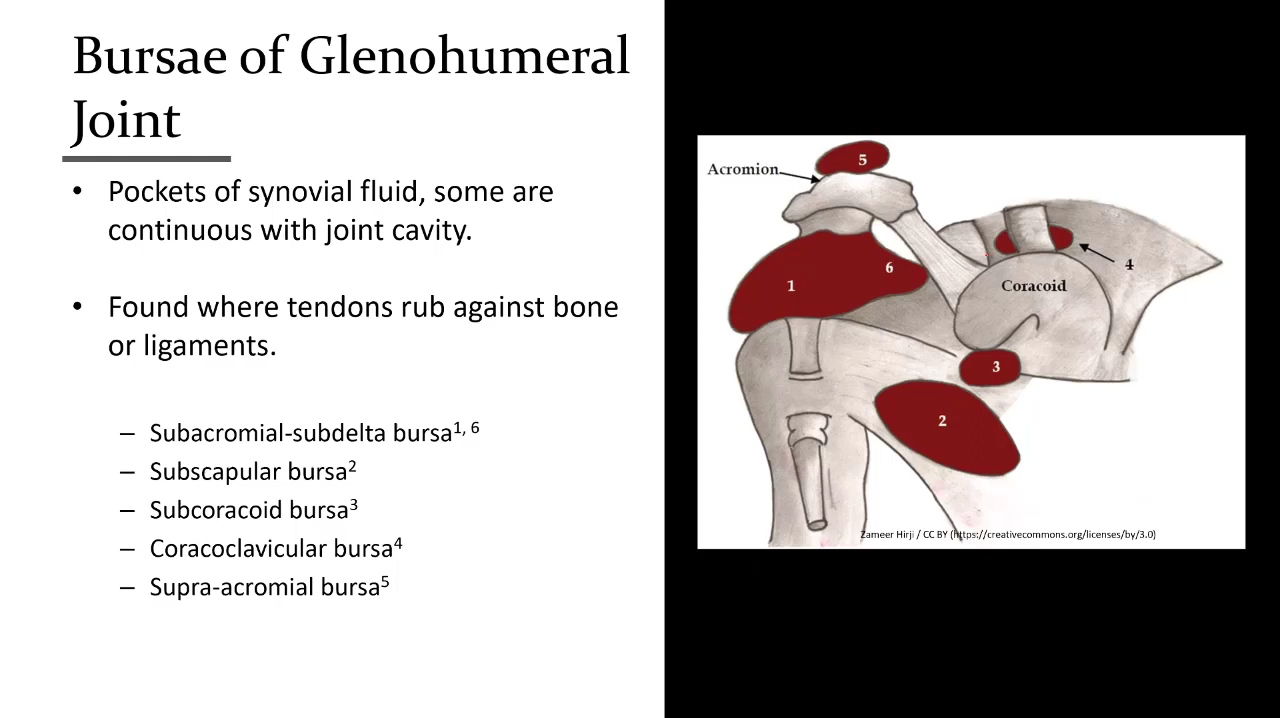 Bursae of Glenohumeral
Joint
• Pockets of synovial fluid, some are
continuous with joint cavity.
• Found where tendons rub against bone
or ligaments.
– Subacromial-subdelta bursa1, 6
– Subscapular bursa2
– Subcoracoid bursa3
– Coracoclavicular bursa4
– Supra-acromial bursa5
5
Acromion
6
1
4
Coracoid
3
2
Zameer Hirji / CC BY (https://creativecommons.org/licenses/by/3.0)